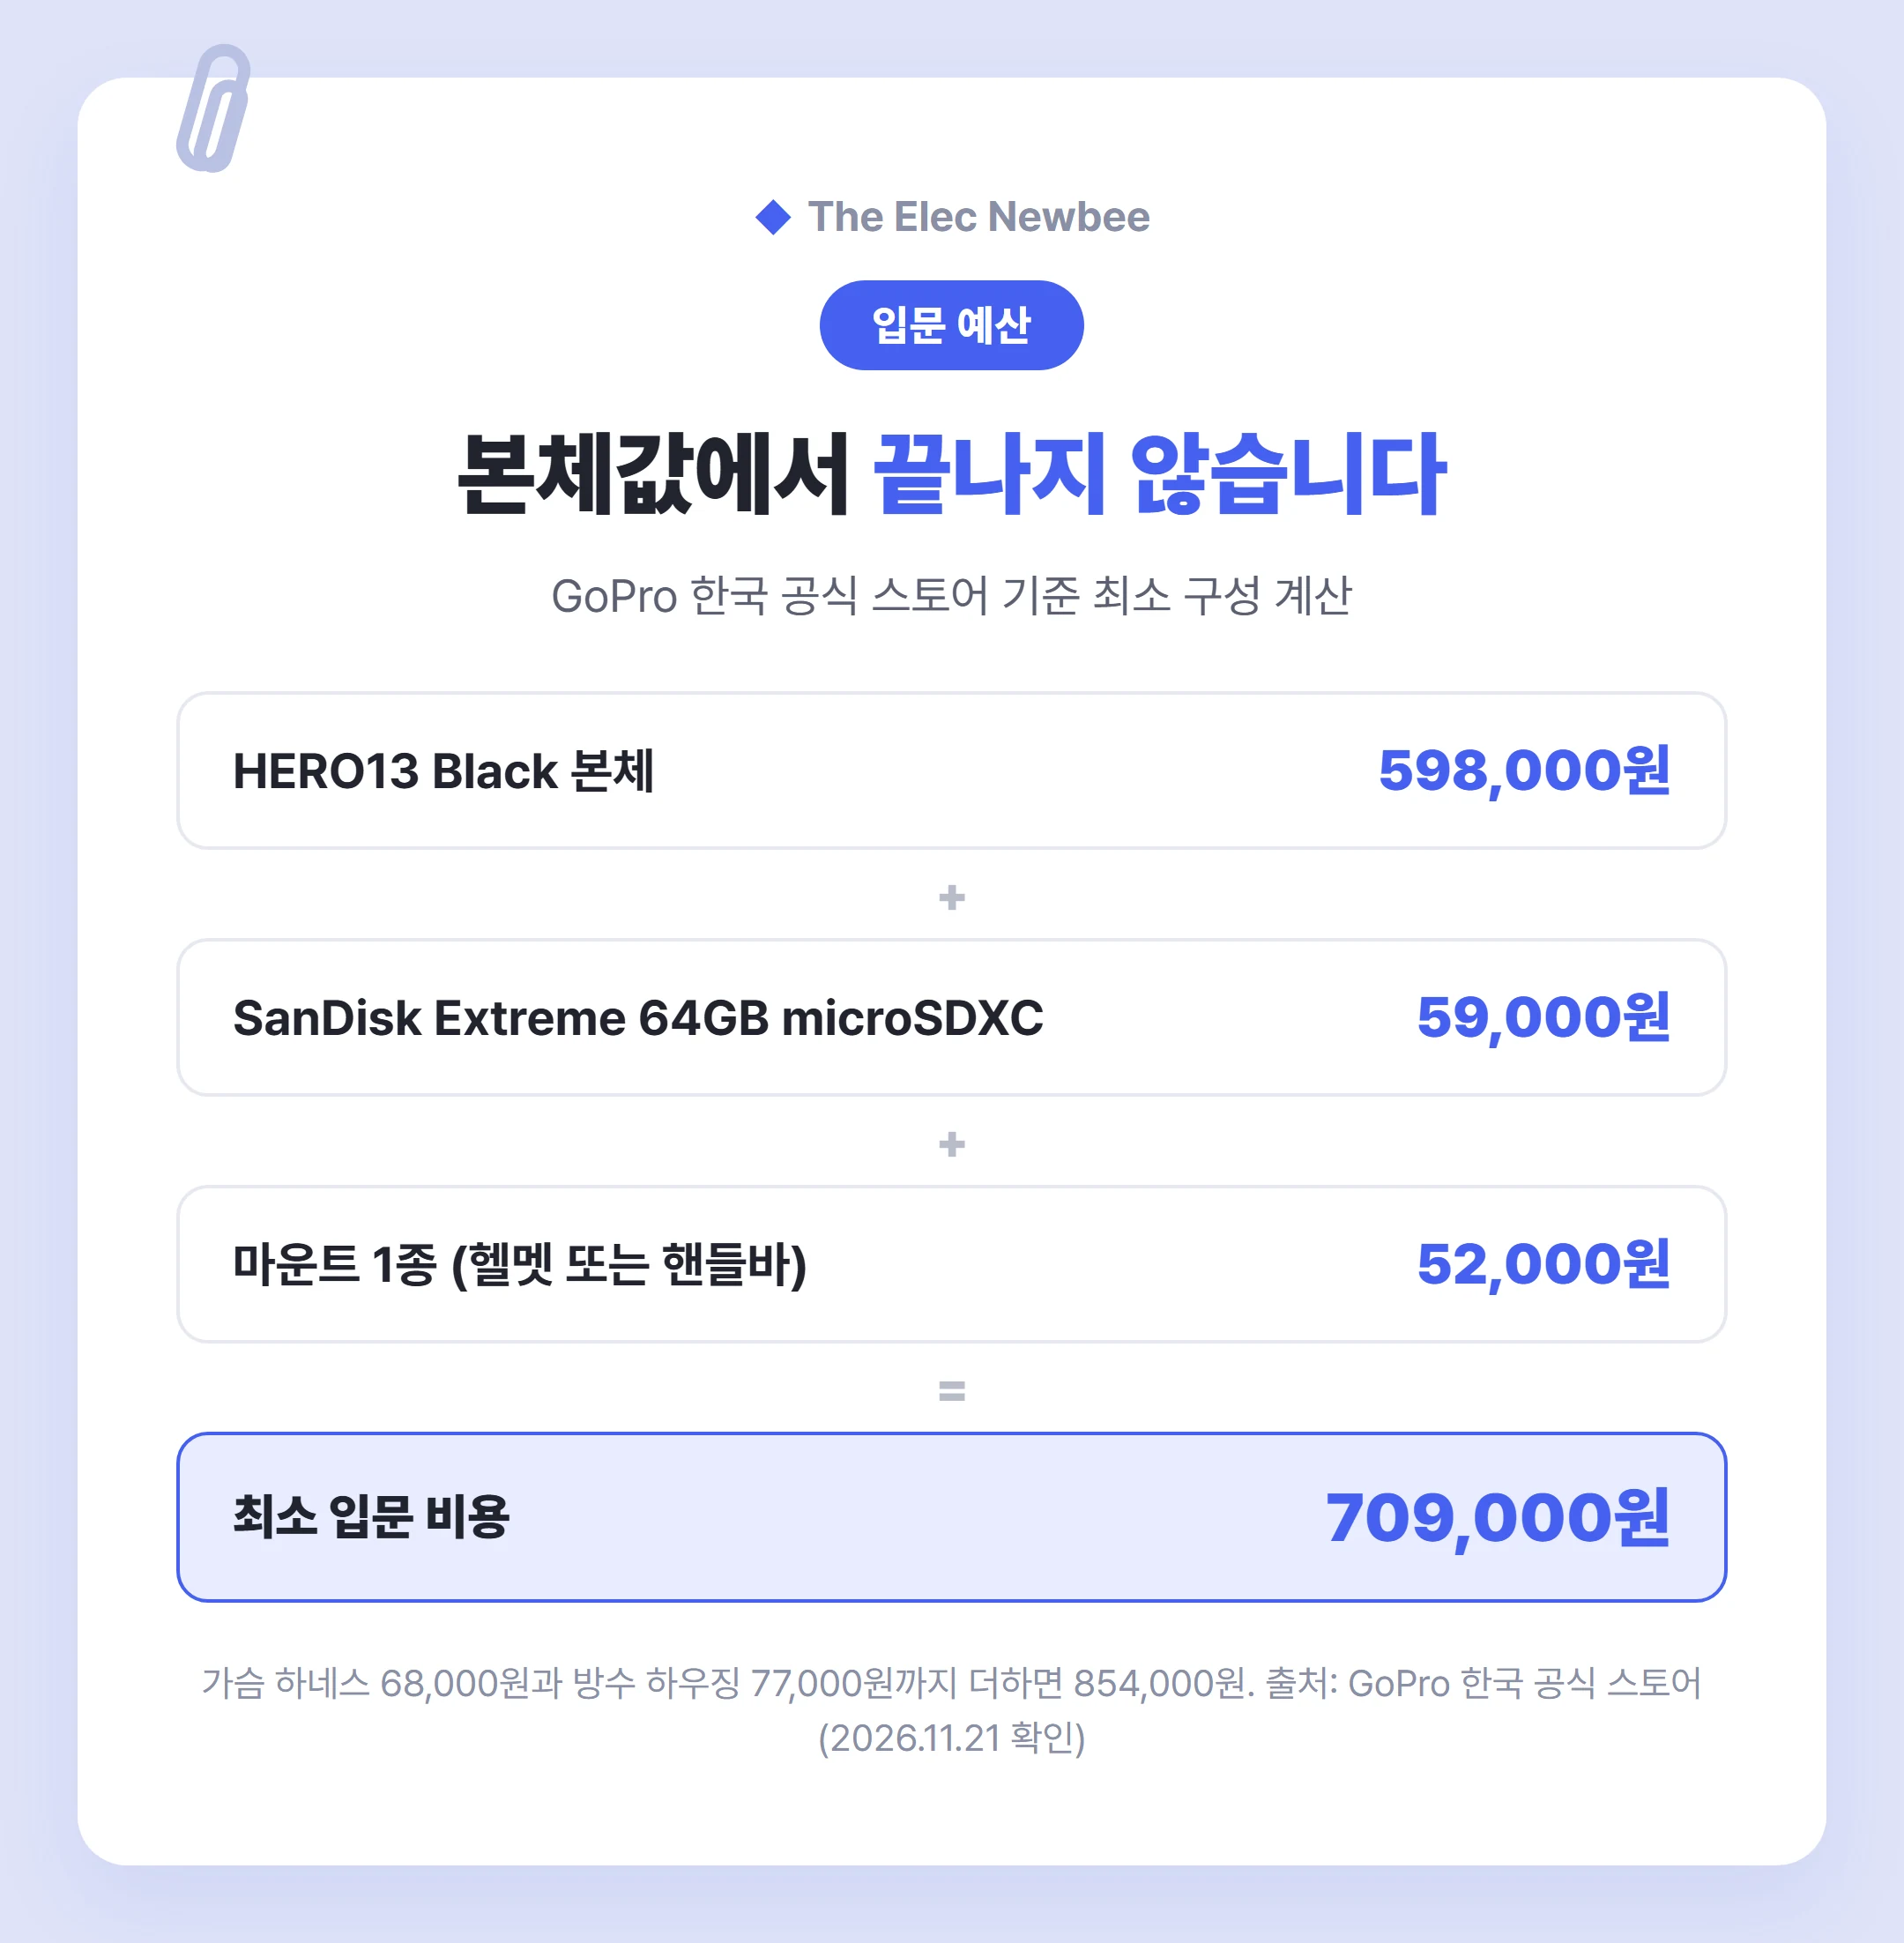 The Elec Newbee
입문 예산
본체값에서 끝나지 않습니다
GoPro 한국 공식 스토어 기준 최소 구성 계산
HERO13 Black 본체 598,000원
+
SanDisk Extreme 64GB microSDXC 59,000원
+
마운트 1종 (헬멧 또는 핸들바) 52,000원
=
최소 입문 비용 709,000원
가슴 하네스 68,000원과 방수 하우징 77,000원까지 더하면 854,000원. 출처: GoPro 한국 공식 스토어
(2026.11.21 확인)